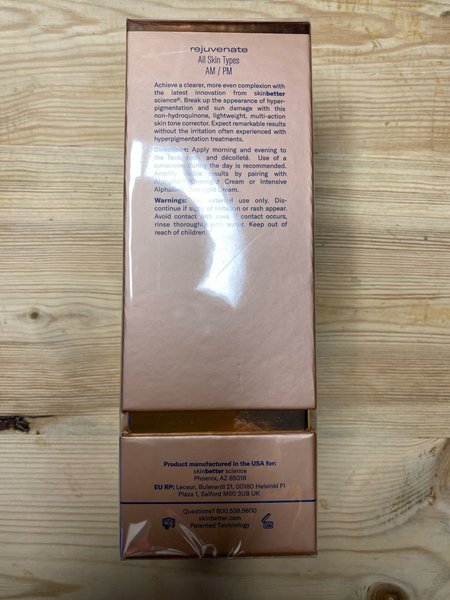 rejuvenate
All Skin Types
AM / PM
Achieve a clearer, more even complexion with
the latest innovation from skinbetter
science®. Break up the appearance of hyper-
pigmentation and sun damage with this
non-hydroquinone, lightweight, multi-action
skin tone corrector. Expect remarkable results
without the irritation often experienced with
hyperpigmentation treatments.
Directions: Apply morning and evening to
the face, and décolleté. Use of a
sunscreen during the day is recommended.
Amplify results by pairing with
Cream or Intensive
Cream.
Warnings: external use only. Dis-
continue if signs of irritation or rash appear.
Avoid contact with eyes. contact occurs,
rinse thoroughly with water. Keep out of
reach of children.
Product manufactured in the USA for:
skinbetter science
Phoenix, AZ 85018
EU RP: Leceur, Bulevardi 21, 00180 Helsinki FI
Plaza 1, Salford M50 SUB UK
Questions? 800.538.5600
skinbetter.com
Patented Technology